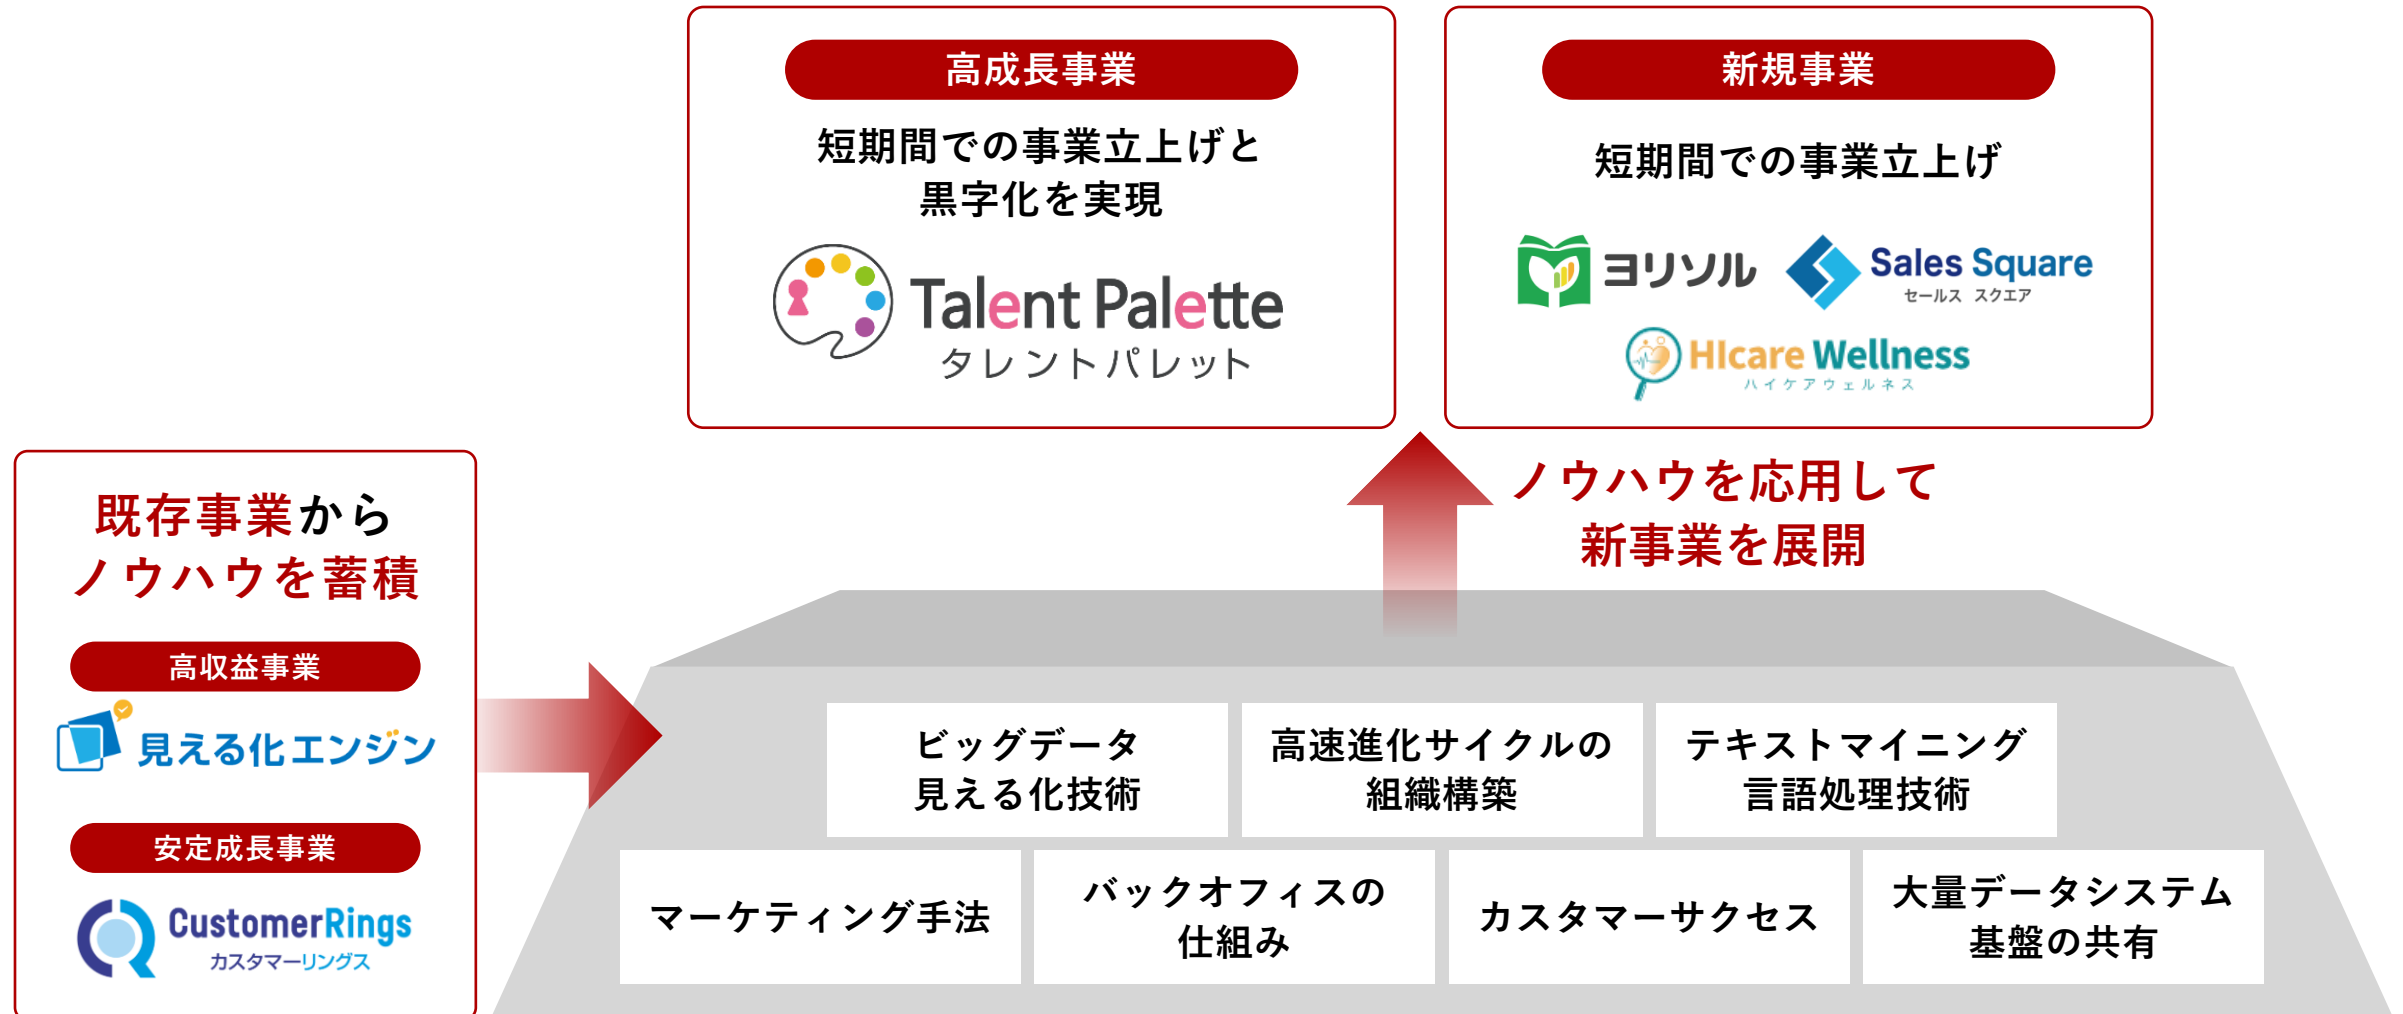 高成長事業
短期間での事業立上げと
黒字化を実現
Talent Palette
タレントパレット
新規事業
短期間での事業立上げ
ヨリソル
Sales Square
セールス スクエア
HIcare Wellness
ハイケアウェルネス
既存事業から
ノウハウを蓄積
高収益事業
見える化エンジン
安定成長事業
CustomerRings
カスタマーリングス
ノウハウを応用して
新事業を展開
ビッグデータ
見える化技術
高速進化サイクルの
組織構築
テキストマイニング
言語処理技術
マーケティング手法
バックオフィスの
仕組み
カスタマーサクセス
大量データシステム
基盤の共有